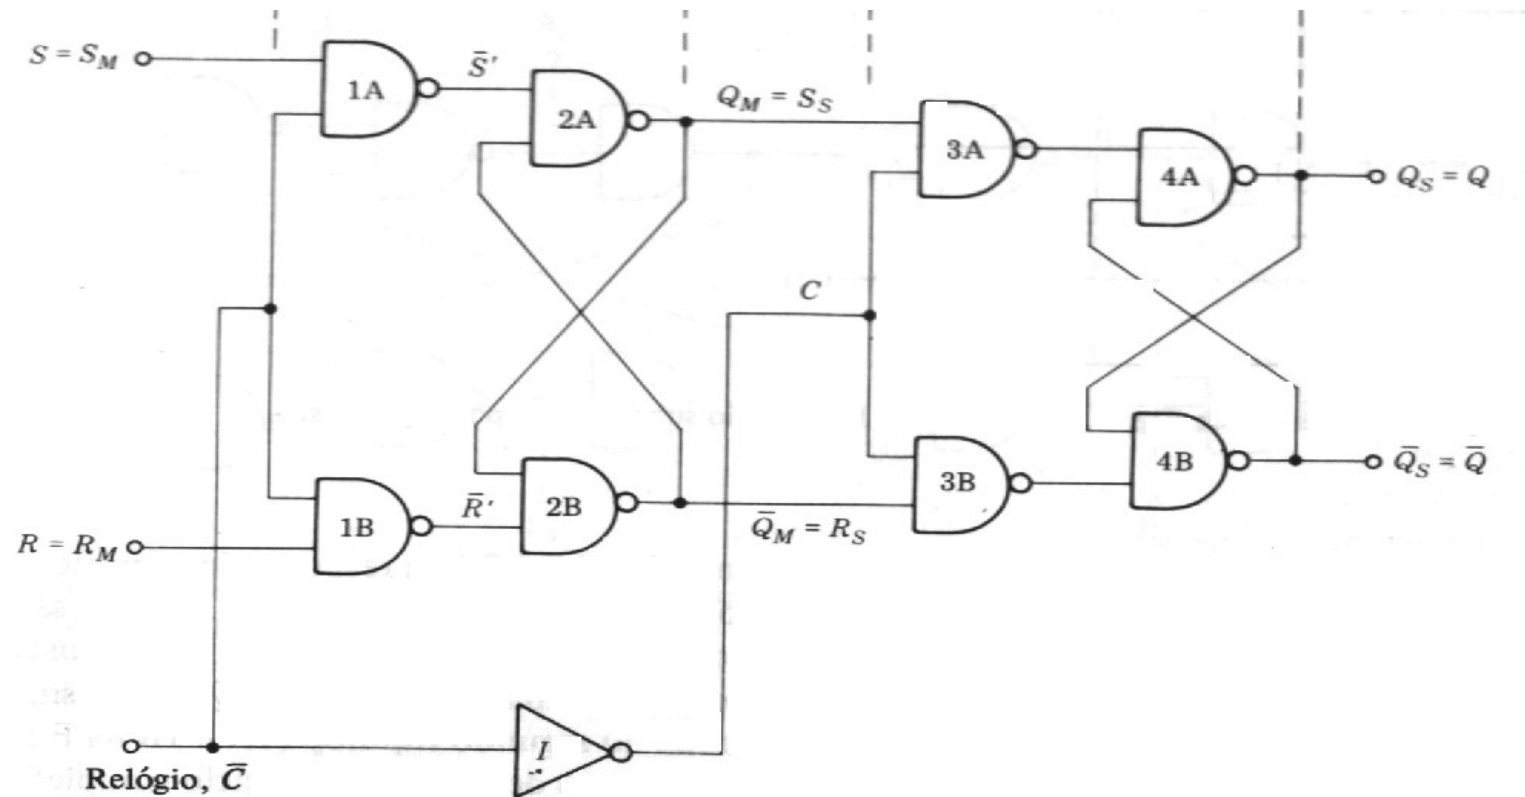 S = S_M
1A
S̄'
2A
Q_M = S_S
3A
4A
Q_S = Q
C
1B
R̄'
2B
Q̄_M = R_S
3B
4B
Q̄_S = Q̄
R = R_M
I
Relógio, C̄